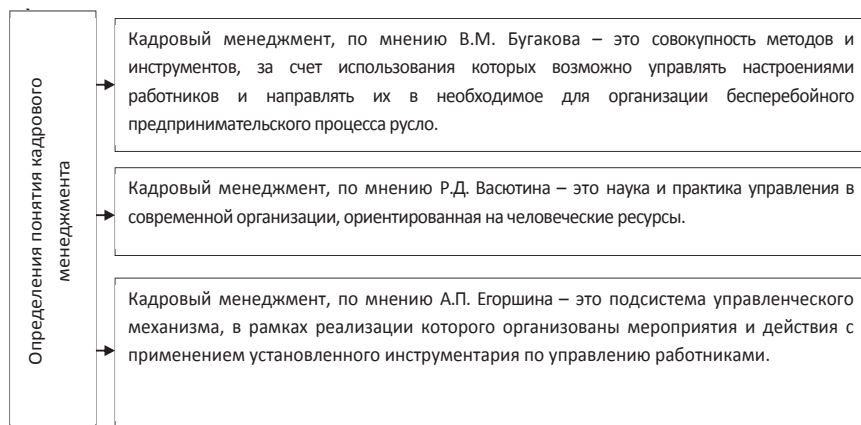 Определения понятия кадрового
менеджмента
Кадровый менеджмент, по мнению В.М. Бугакова – это совокупность методов и
инструментов, за счет использования которых возможно управлять настроениями
работников и направлять их в необходимое для организации бесперебойного
предпринимательского процесса русло.
Кадровый менеджмент, по мнению Р.Д. Васютина – это наука и практика управления в
современной организации, ориентированная на человеческие ресурсы.
Кадровый менеджмент, по мнению А.П. Егоршина – это подсистема управленческого
механизма, в рамках реализации которого организованы мероприятия и действия с
применением установленного инструментария по управлению работниками.